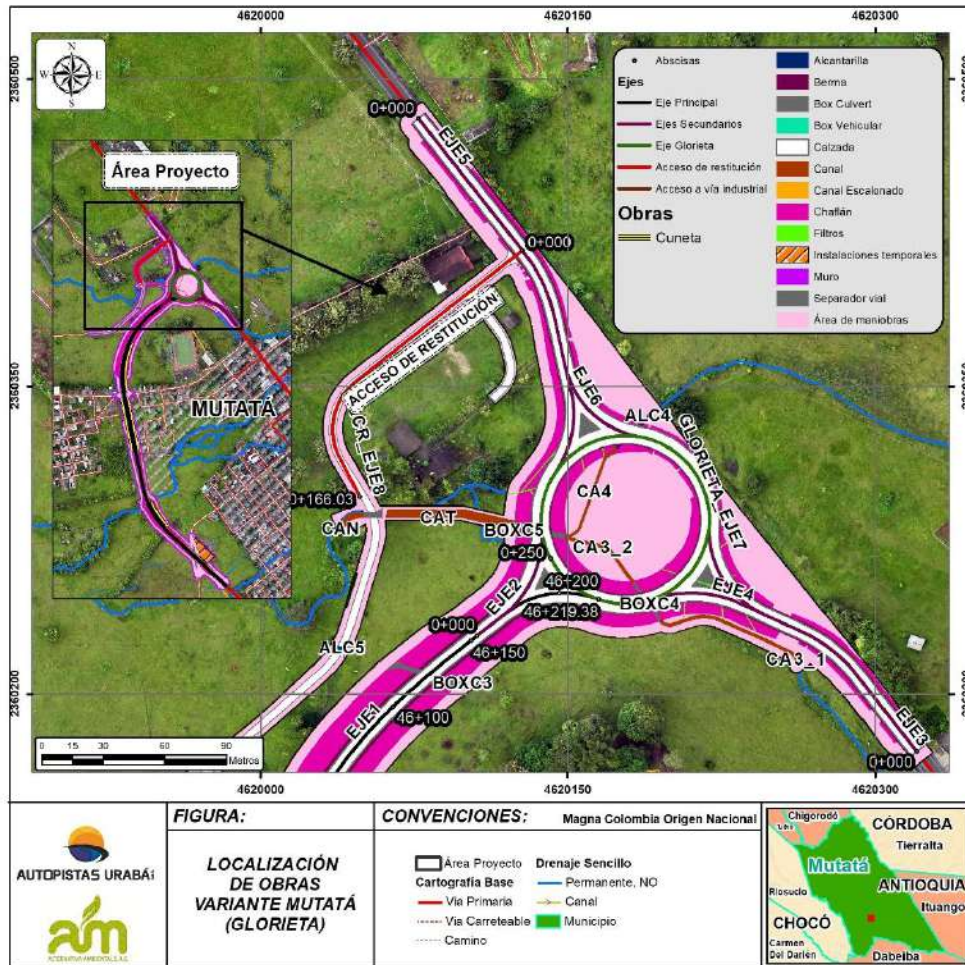 4620000
4620150
4620300
N
W
E
S
2360500
2360500
0+000
EJE5
Abscisas
Ejes
Eje Principal
Ejes Secundarios
Eje Glorieta
Acceso de restitución
Acceso a vía industrial
Obras
Cuneta
Alcantarilla
Berma
Box Culvert
Box Vehicular
Calzada
Canal
Canal Escalonado
Chaflán
Filtros
Instalaciones temporales
Muro
Separador vial
Área de maniobras
Área Proyecto
MUTATÁ
0+000
ACCESO DE RESTITUCIÓN
2360350
EJE6
ALC4
GLORIETA_EJE7
CR_EJE8
CA4
0+166.03
CAN
CAT
BOXC5
CA3_2
0+250
46+200
EJE4
EJE2
46+219.38
BOXC4
0+000
ALC5
46+150
CA3_1
BOXC3
2360200
EJE1
46+100
EJE3
0+000
0 15 30 60 90
Metros
4620000
4620150
4620300
AUTOPISTAS URABÁ
am
FIGURA:
LOCALIZACIÓN
DE OBRAS
VARIANTE MUTATÁ
(GLORIETA)
CONVENCIONES:
Magna Colombia Origen Nacional
Área Proyecto
Cartografía Base
Via Primaria
Via Carreteable
Camino
Drenaje Sencillo
Permanente, NO
Canal
Municipio
Chigorodó
CÓRDOBA
Tierralta
Mutatá
Riosucio
ANTIOQUIA
Ituango
CHOCÓ
Carmen
Del Darién
Dabeiba